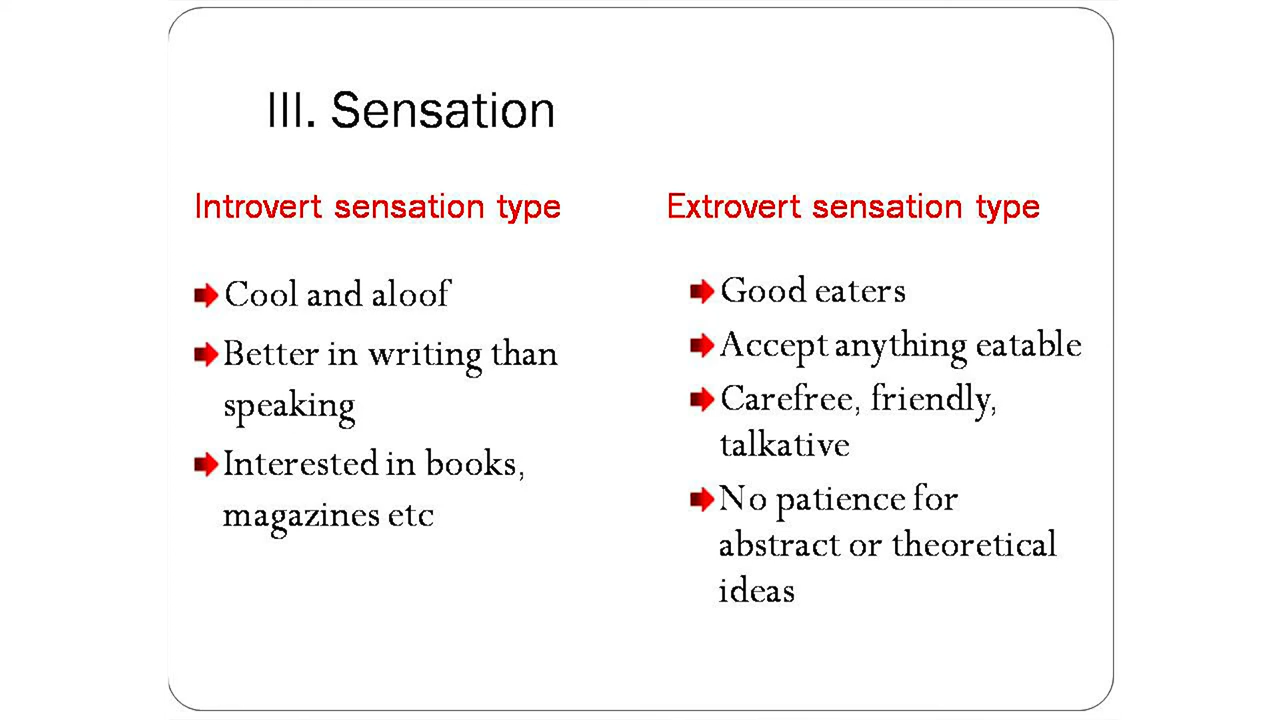 III. Sensation
Introvert sensation type
Cool and aloof
Better in writing than
speaking
Interested in books,
magazines etc
Extrovert sensation type
Good eaters
Accept anything eatable
Carefree, friendly,
talkative
No patience for
abstract or theoretical
ideas